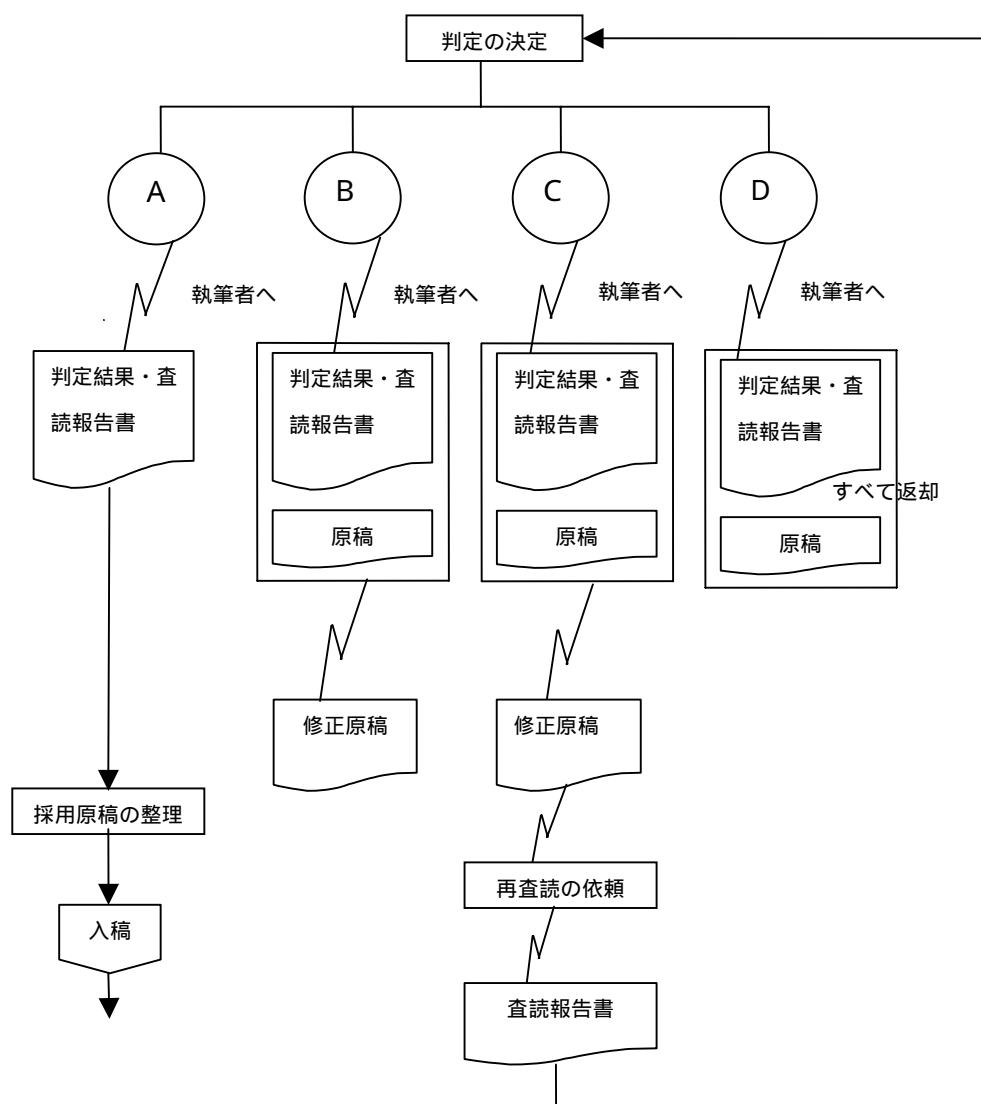 判定の決定
A
B
C
D
執筆者へ
執筆者へ
執筆者へ
執筆者へ
判定結果・査
読報告書
判定結果・査
読報告書
原稿
判定結果・査
読報告書
原稿
判定結果・査
読報告書
すべて返却
原稿
修正原稿
修正原稿
採用原稿の整理
再査読の依頼
入稿
査読報告書